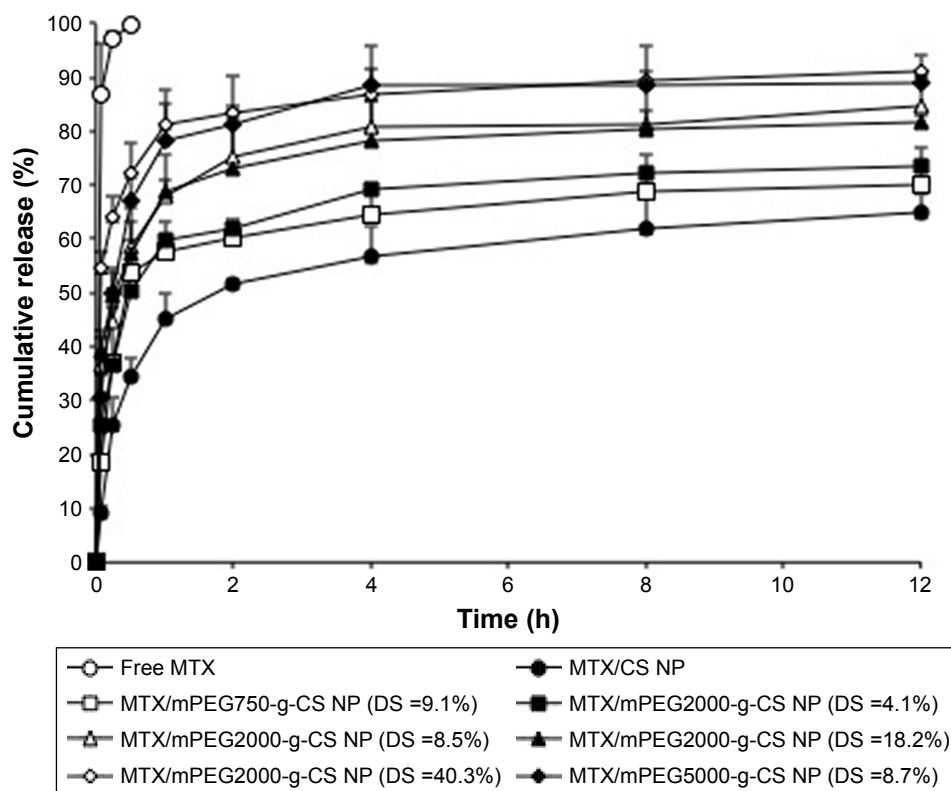 100
90
80
70
60
50
40
30
20
10
0
Cumulative release (%)
0 2 4 6 8 10 12
Time (h)
Free MTX
MTX/CS NP
MTX/mPEG750-g-CS NP (DS =9.1%)
MTX/mPEG2000-g-CS NP (DS =4.1%)
MTX/mPEG2000-g-CS NP (DS =8.5%)
MTX/mPEG2000-g-CS NP (DS =18.2%)
MTX/mPEG2000-g-CS NP (DS =40.3%)
MTX/mPEG5000-g-CS NP (DS =8.7%)